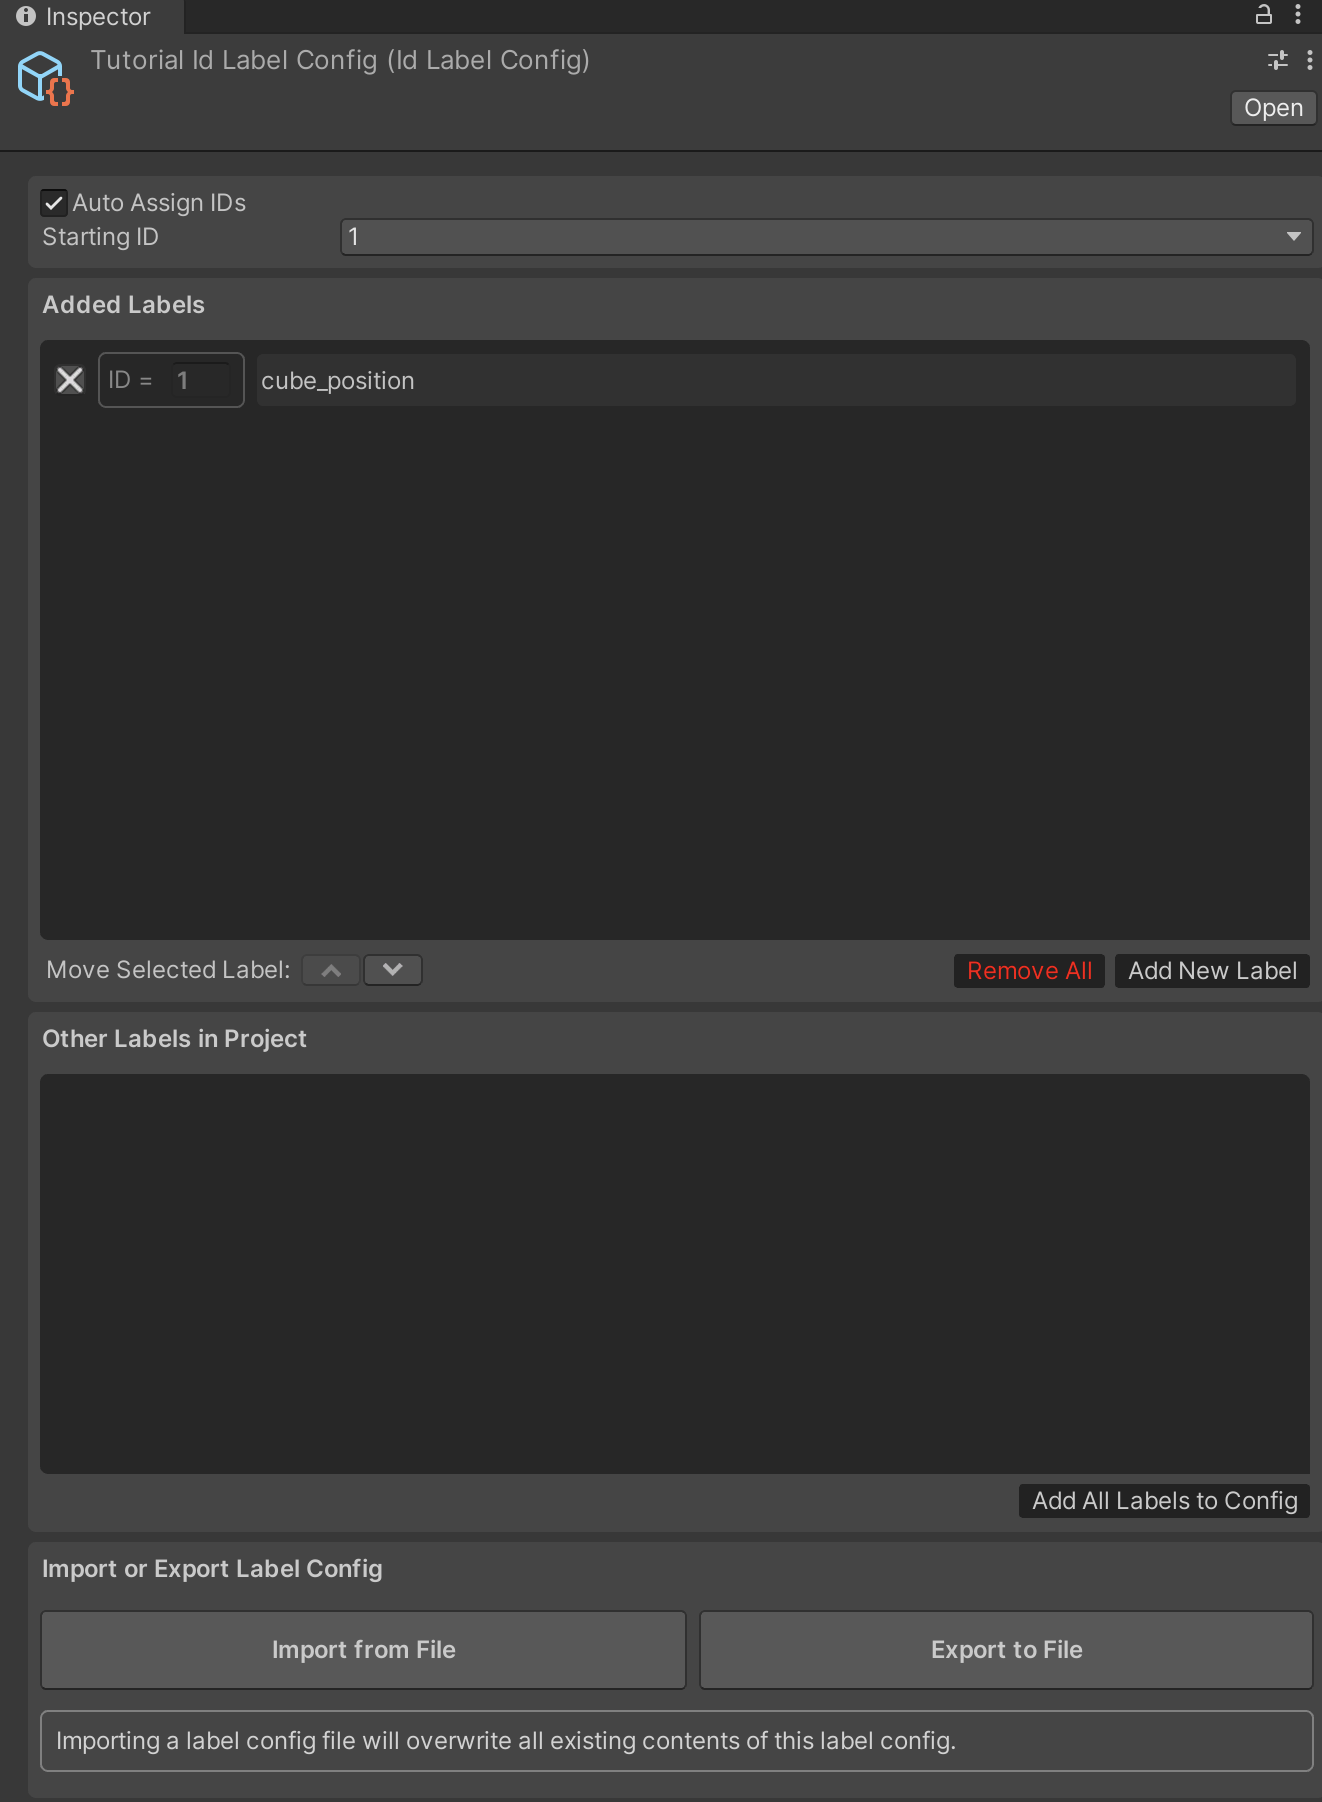 Inspector
Tutorial Id Label Config (Id Label Config)
Open
Auto Assign IDs
Starting ID 1
Added Labels
ID = 1 cube_position
Move Selected Label: Remove All Add New Label
Other Labels in Project
Add All Labels to Config
Import or Export Label Config
Import from File Export to File
Importing a label config file will overwrite all existing contents of this label config.